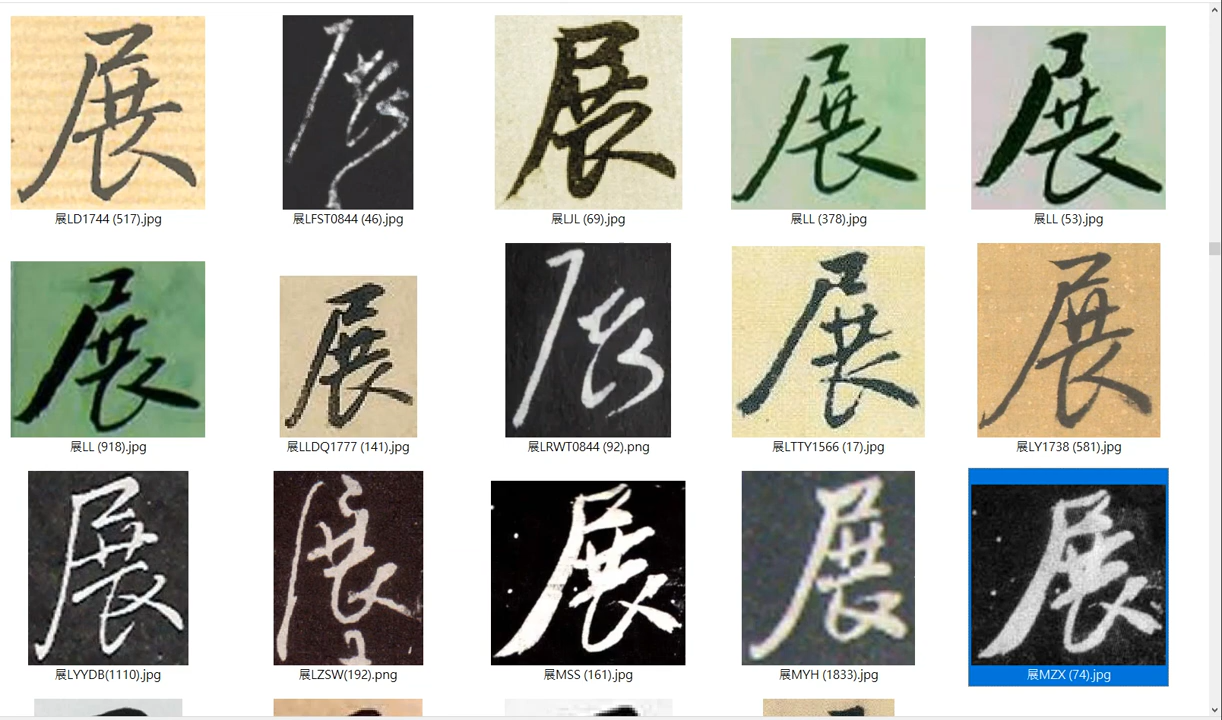 展 展 展 展 展
展LD1744 (517).jpg 展LFST0844 (46).jpg 展LJL (69).jpg 展LL (378).jpg 展LL (53).jpg
展 展 展 展 展
展LL (918).jpg 展LLDQ1777 (141).jpg 展LRWT0844 (92).png 展LTTY1566 (17).jpg 展LY1738 (581).jpg
展 展 展 展 展
展LYYDB(1110).jpg 展LZSW(192).png 展MSS (161).jpg 展MYH (1833).jpg 展MZX (74).jpg